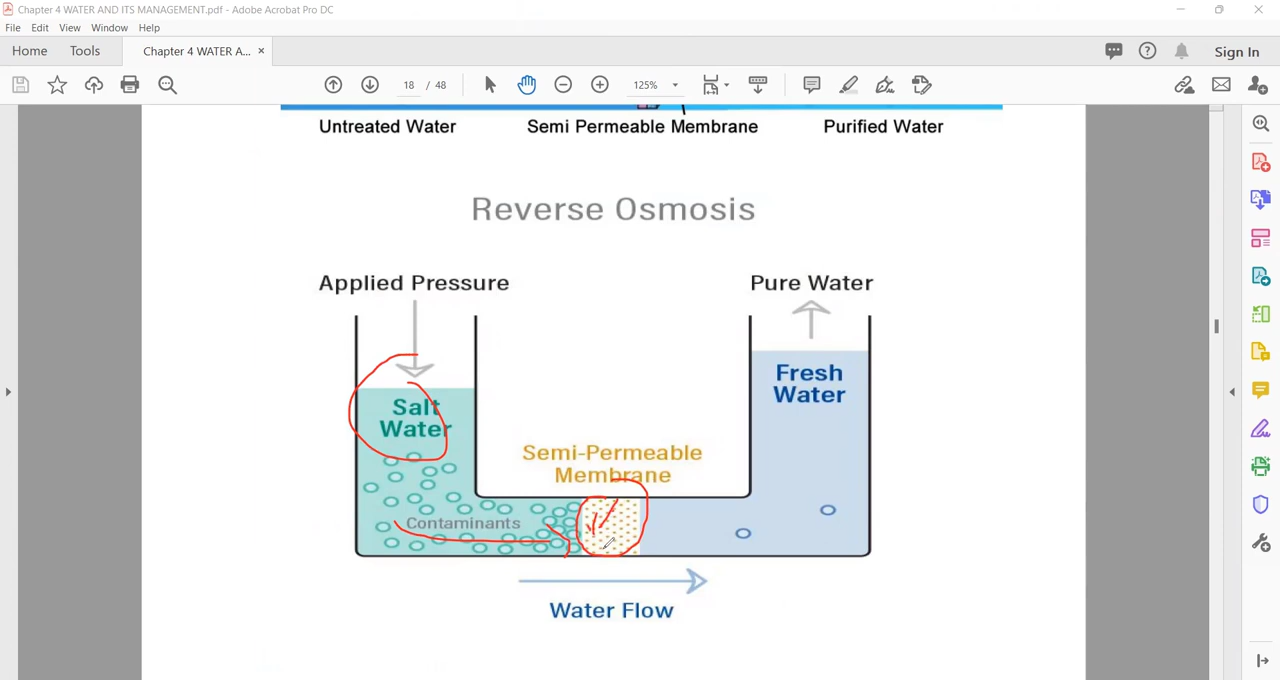 Chapter 4 WATER AND ITS MANAGEMENT.pdf - Adobe Acrobat Pro DC
File Edit View Window Help
Home Tools Chapter 4 WATER A... ×
Sign In
18 / 48 125%
Untreated Water Semi Permeable Membrane Purified Water
Reverse Osmosis
Applied Pressure Pure Water
Fresh
Water
Salt
Water
Semi-Permeable
Membrane
Contaminants
Water Flow